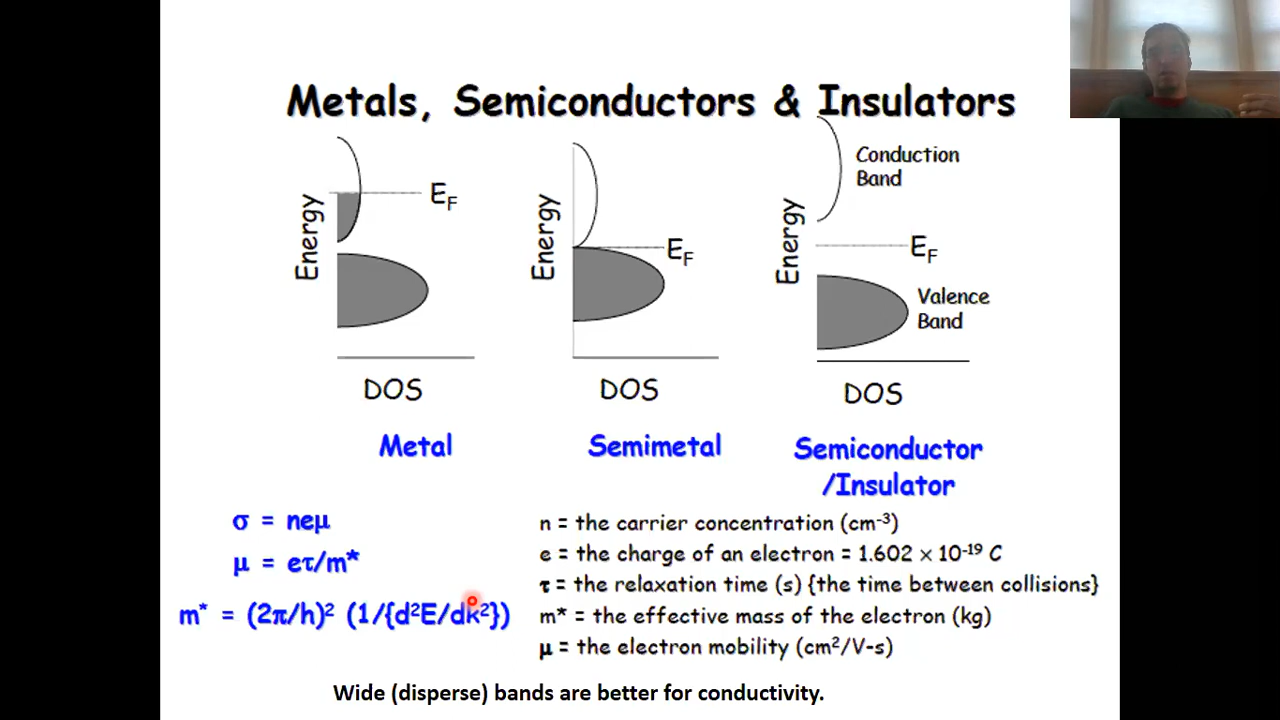 Metals, Semiconductors & Insulators
Energy
E_F
DOS
Metal
Energy
E_F
DOS
Semimetal
Energy
Conduction
Band
E_F
Valence
Band
DOS
Semiconductor
/Insulator
σ = neμ
μ = eτ/m*
m* = (2π/h)² (1/{d²E/dk²})
n = the carrier concentration (cm⁻³)
e = the charge of an electron = 1.602 × 10⁻¹⁹ C
τ = the relaxation time (s) {the time between collisions}
m* = the effective mass of the electron (kg)
μ = the electron mobility (cm²/V-s)
Wide (disperse) bands are better for conductivity.